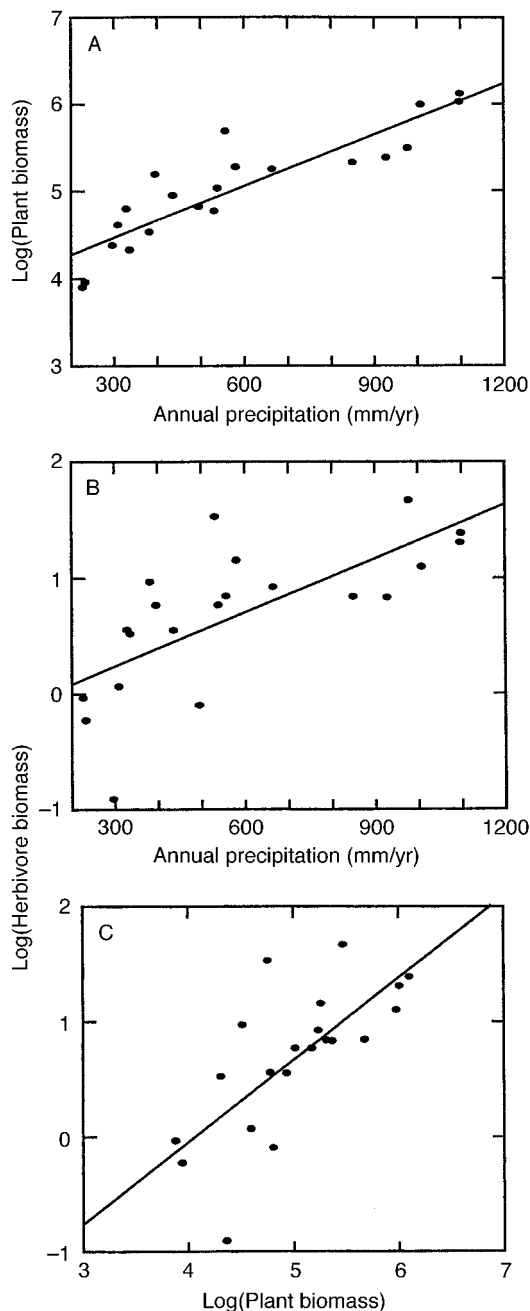 A
7
6
5
4
3
Log(Plant biomass)
300 600 900 1200
Annual precipitation (mm/yr)
B
2
1
0
−1
300 600 900 1200
Annual precipitation (mm/yr)
Log(Herbivore biomass)
C
2
1
0
−1
3 4 5 6 7
Log(Plant biomass)